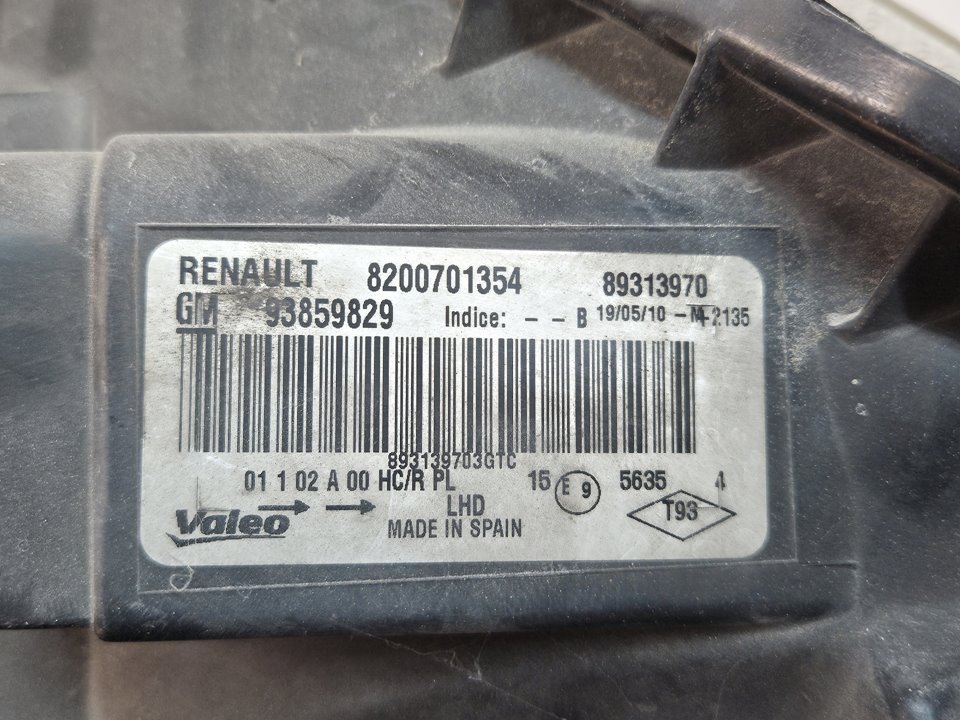 RENAULT 8200701354 89313970
GM 93859829 Indice: - - B 19/05/10 - M-2135
893139703GTC
01 1 02 A 00 HC/R PL 15 E 9 5635 4
LHD
Valeo MADE IN SPAIN T93